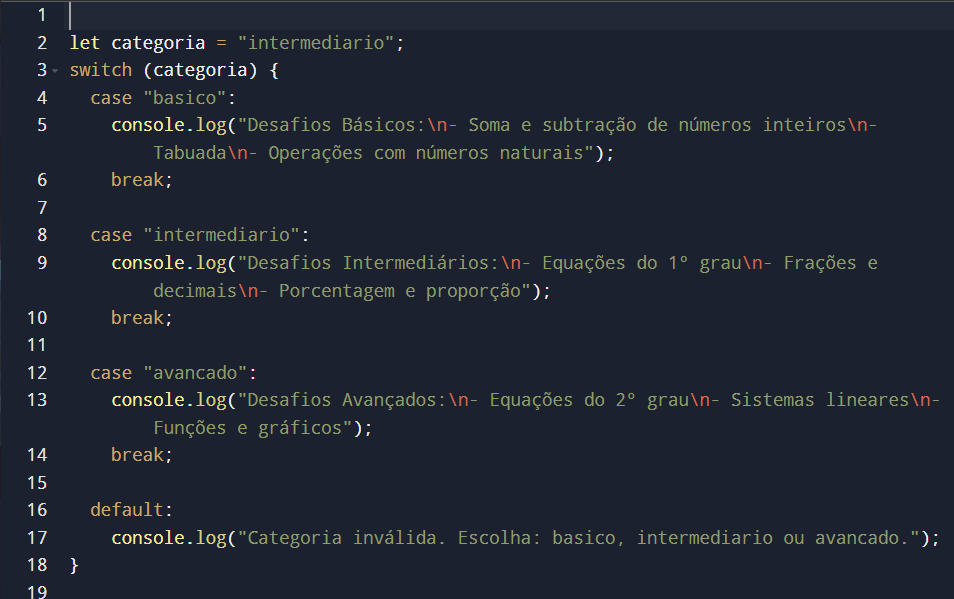 1
2 let categoria = "intermediario";
3 switch (categoria) {
4 case "basico":
5 console.log("Desafios Básicos:\n- Soma e subtração de números inteiros\n-
Tabuada\n- Operações com números naturais");
6 break;
7
8 case "intermediario":
9 console.log("Desafios Intermediários:\n- Equações do 1º grau\n- Frações e
decimais\n- Porcentagem e proporção");
10 break;
11
12 case "avancado":
13 console.log("Desafios Avançados:\n- Equações do 2º grau\n- Sistemas lineares\n-
Funções e gráficos");
14 break;
15
16 default:
17 console.log("Categoria inválida. Escolha: basico, intermediario ou avancado.");
18 }
19